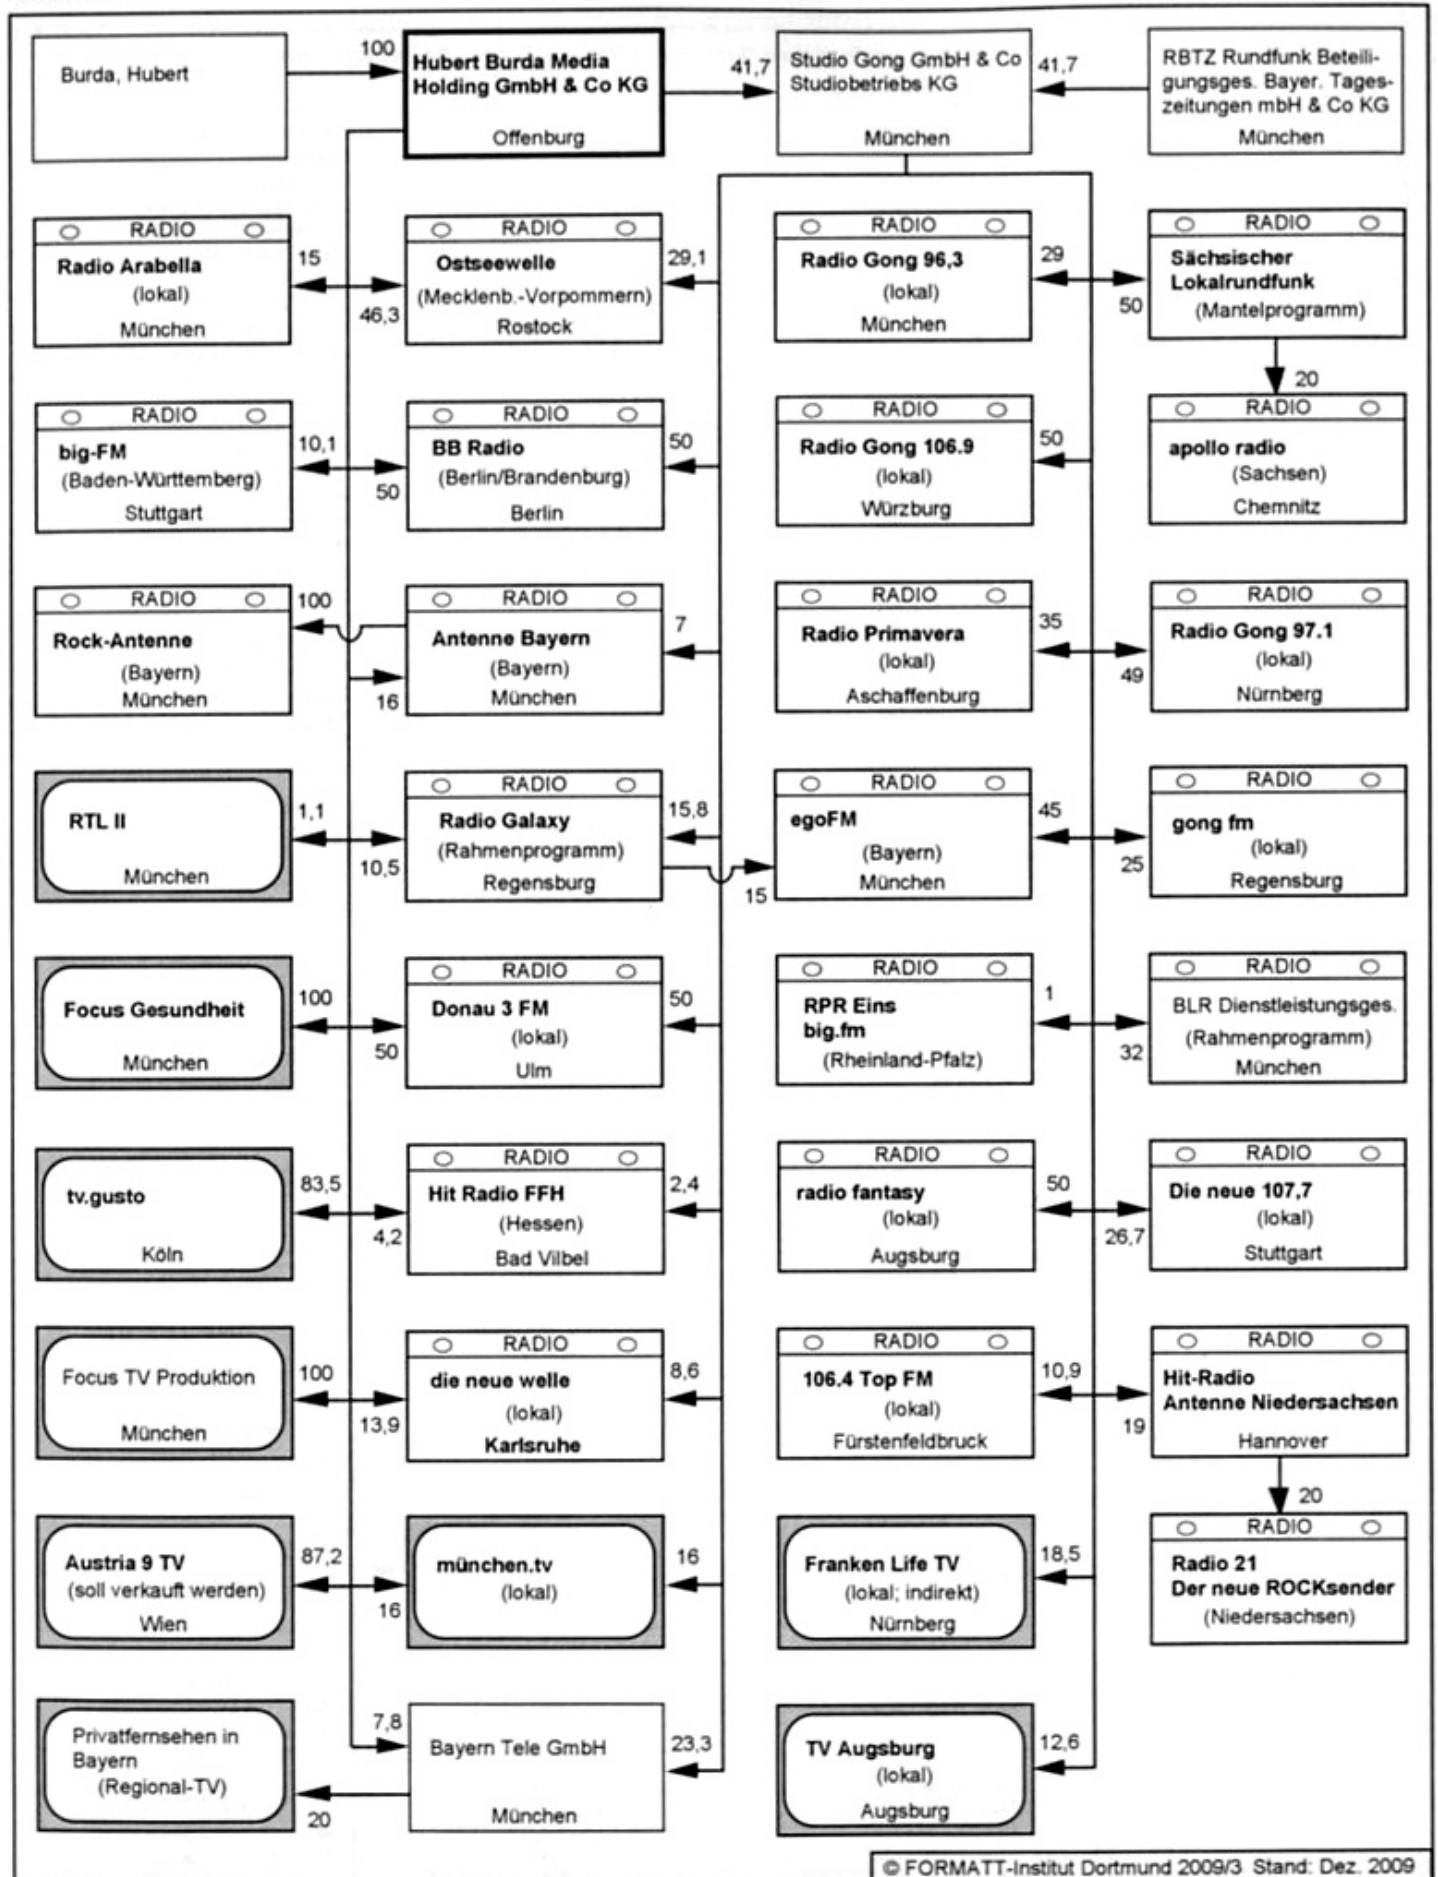 Burda, Hubert
100
Hubert Burda Media
Holding GmbH & Co KG
Offenburg
41,7
Studio Gong GmbH & Co
Studiobetriebs KG
München
41,7
RBTZ Rundfunk Beteili-
gungsges. Bayer. Tages-
zeitungen mbH & Co KG
München
RADIO
Radio Arabella
(lokal)
München
15
46,3
RADIO
Ostseewelle
(Mecklenb.-Vorpommern)
Rostock
29,1
RADIO
Radio Gong 96,3
(lokal)
München
29
50
RADIO
Sächsischer
Lokalrundfunk
(Mantelprogramm)
20
RADIO
big-FM
(Baden-Württemberg)
Stuttgart
10,1
50
RADIO
BB Radio
(Berlin/Brandenburg)
Berlin
50
RADIO
Radio Gong 106.9
(lokal)
Würzburg
50
RADIO
apollo radio
(Sachsen)
Chemnitz
RADIO
Rock-Antenne
(Bayern)
München
100
16
RADIO
Antenne Bayern
(Bayern)
München
7
RADIO
Radio Primavera
(lokal)
Aschaffenburg
35
49
RADIO
Radio Gong 97.1
(lokal)
Nürnberg
RTL II
München
1,1
10,5
RADIO
Radio Galaxy
(Rahmenprogramm)
Regensburg
15,8
15
RADIO
egoFM
(Bayern)
München
45
25
RADIO
gong fm
(lokal)
Regensburg
Focus Gesundheit
München
100
50
RADIO
Donau 3 FM
(lokal)
Ulm
50
RADIO
RPR Eins
big.fm
(Rheinland-Pfalz)
1
32
RADIO
BLR Dienstleistungsges.
(Rahmenprogramm)
München
tv.gusto
Köln
83,5
4,2
RADIO
Hit Radio FFH
(Hessen)
Bad Vilbel
2,4
RADIO
radio fantasy
(lokal)
Augsburg
50
26,7
RADIO
Die neue 107,7
(lokal)
Stuttgart
Focus TV Produktion
München
100
13,9
RADIO
die neue welle
(lokal)
Karlsruhe
8,6
RADIO
106.4 Top FM
(lokal)
Fürstenfeldbruck
10,9
19
RADIO
Hit-Radio
Antenne Niedersachsen
Hannover
20
Austria 9 TV
(soll verkauft werden)
Wien
87,2
16
münchen.tv
(lokal)
16
Franken Life TV
(lokal; indirekt)
Nürnberg
18,5
RADIO
Radio 21
Der neue ROCKsender
(Niedersachsen)
Privatfernsehen in
Bayern
(Regional-TV)
7,8
20
Bayern Tele GmbH
München
23,3
TV Augsburg
(lokal)
Augsburg
12,6
© FORMATT-Institut Dortmund 2009/3 Stand: Dez. 2009